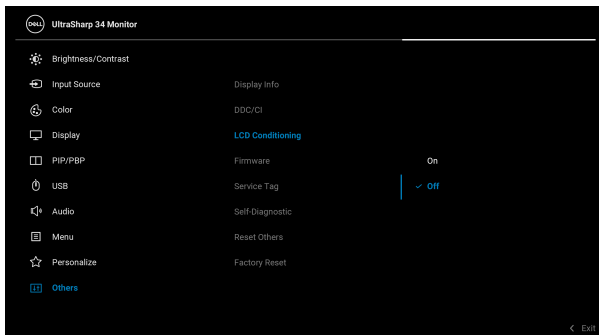 DELL UltraSharp 34 Monitor
Brightness/Contrast
Input Source
Color
Display
PIP/PBP
USB
Audio
Menu
Personalize
Others
Display Info
DDC/CI
LCD Conditioning
Firmware
Service Tag
Self-Diagnostic
Reset Others
Factory Reset
On
Off
Exit